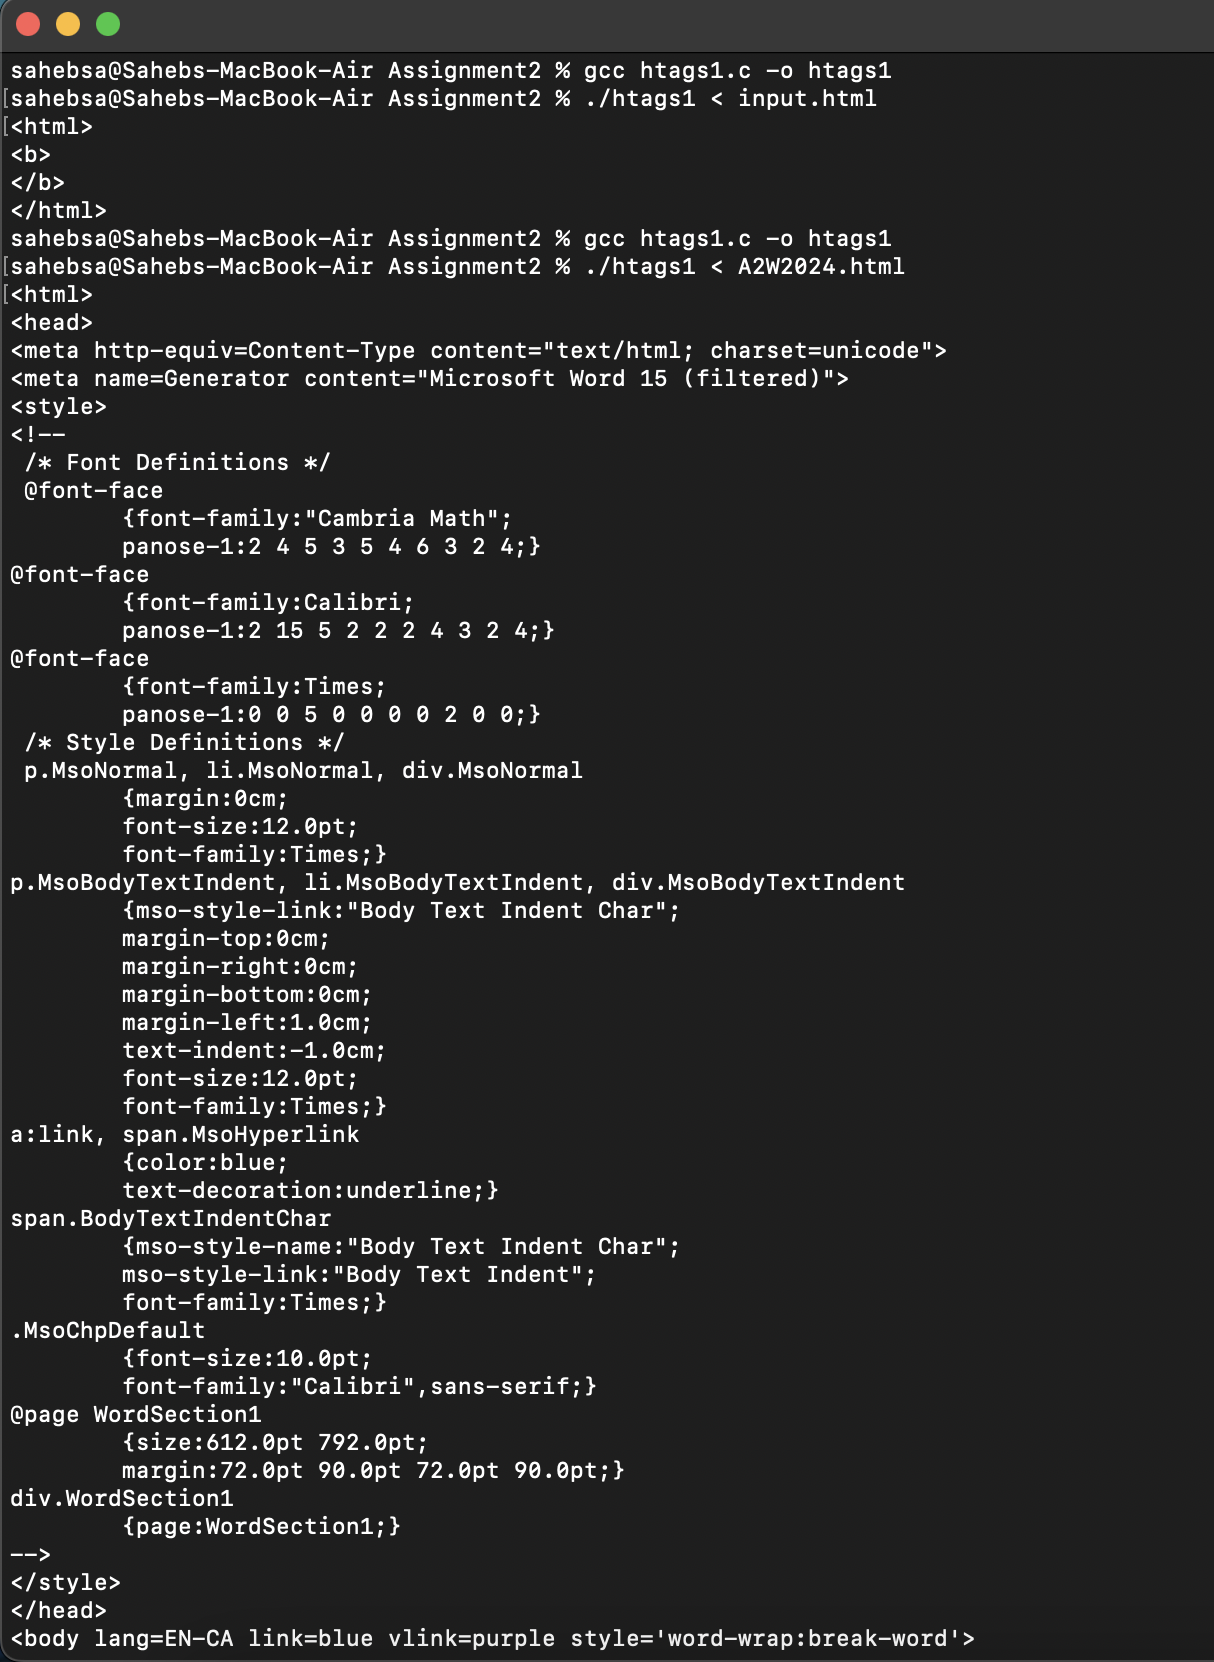 sahebsa@Sahebs-MacBook-Air Assignment2 % gcc htags1.c -o htags1
[sahebsa@Sahebs-MacBook-Air Assignment2 % ./htags1 < input.html
[<html>
<b>
</b>
</html>
sahebsa@Sahebs-MacBook-Air Assignment2 % gcc htags1.c -o htags1
[sahebsa@Sahebs-MacBook-Air Assignment2 % ./htags1 < A2W2024.html
[<html>
<head>
<meta http-equiv=Content-Type content="text/html; charset=unicode">
<meta name=Generator content="Microsoft Word 15 (filtered)">
<style>
<!--
 /* Font Definitions */
 @font-face
        {font-family:"Cambria Math";
        panose-1:2 4 5 3 5 4 6 3 2 4;}
@font-face
        {font-family:Calibri;
        panose-1:2 15 5 2 2 2 4 3 2 4;}
@font-face
        {font-family:Times;
        panose-1:0 0 5 0 0 0 0 2 0 0;}
 /* Style Definitions */
 p.MsoNormal, li.MsoNormal, div.MsoNormal
        {margin:0cm;
        font-size:12.0pt;
        font-family:Times;}
p.MsoBodyTextIndent, li.MsoBodyTextIndent, div.MsoBodyTextIndent
        {mso-style-link:"Body Text Indent Char";
        margin-top:0cm;
        margin-right:0cm;
        margin-bottom:0cm;
        margin-left:1.0cm;
        text-indent:-1.0cm;
        font-size:12.0pt;
        font-family:Times;}
a:link, span.MsoHyperlink
        {color:blue;
        text-decoration:underline;}
span.BodyTextIndentChar
        {mso-style-name:"Body Text Indent Char";
        mso-style-link:"Body Text Indent";
        font-family:Times;}
.MsoChpDefault
        {font-size:10.0pt;
        font-family:"Calibri",sans-serif;}
@page WordSection1
        {size:612.0pt 792.0pt;
        margin:72.0pt 90.0pt 72.0pt 90.0pt;}
div.WordSection1
        {page:WordSection1;}
-->
</style>
</head>
<body lang=EN-CA link=blue vlink=purple style='word-wrap:break-word'>